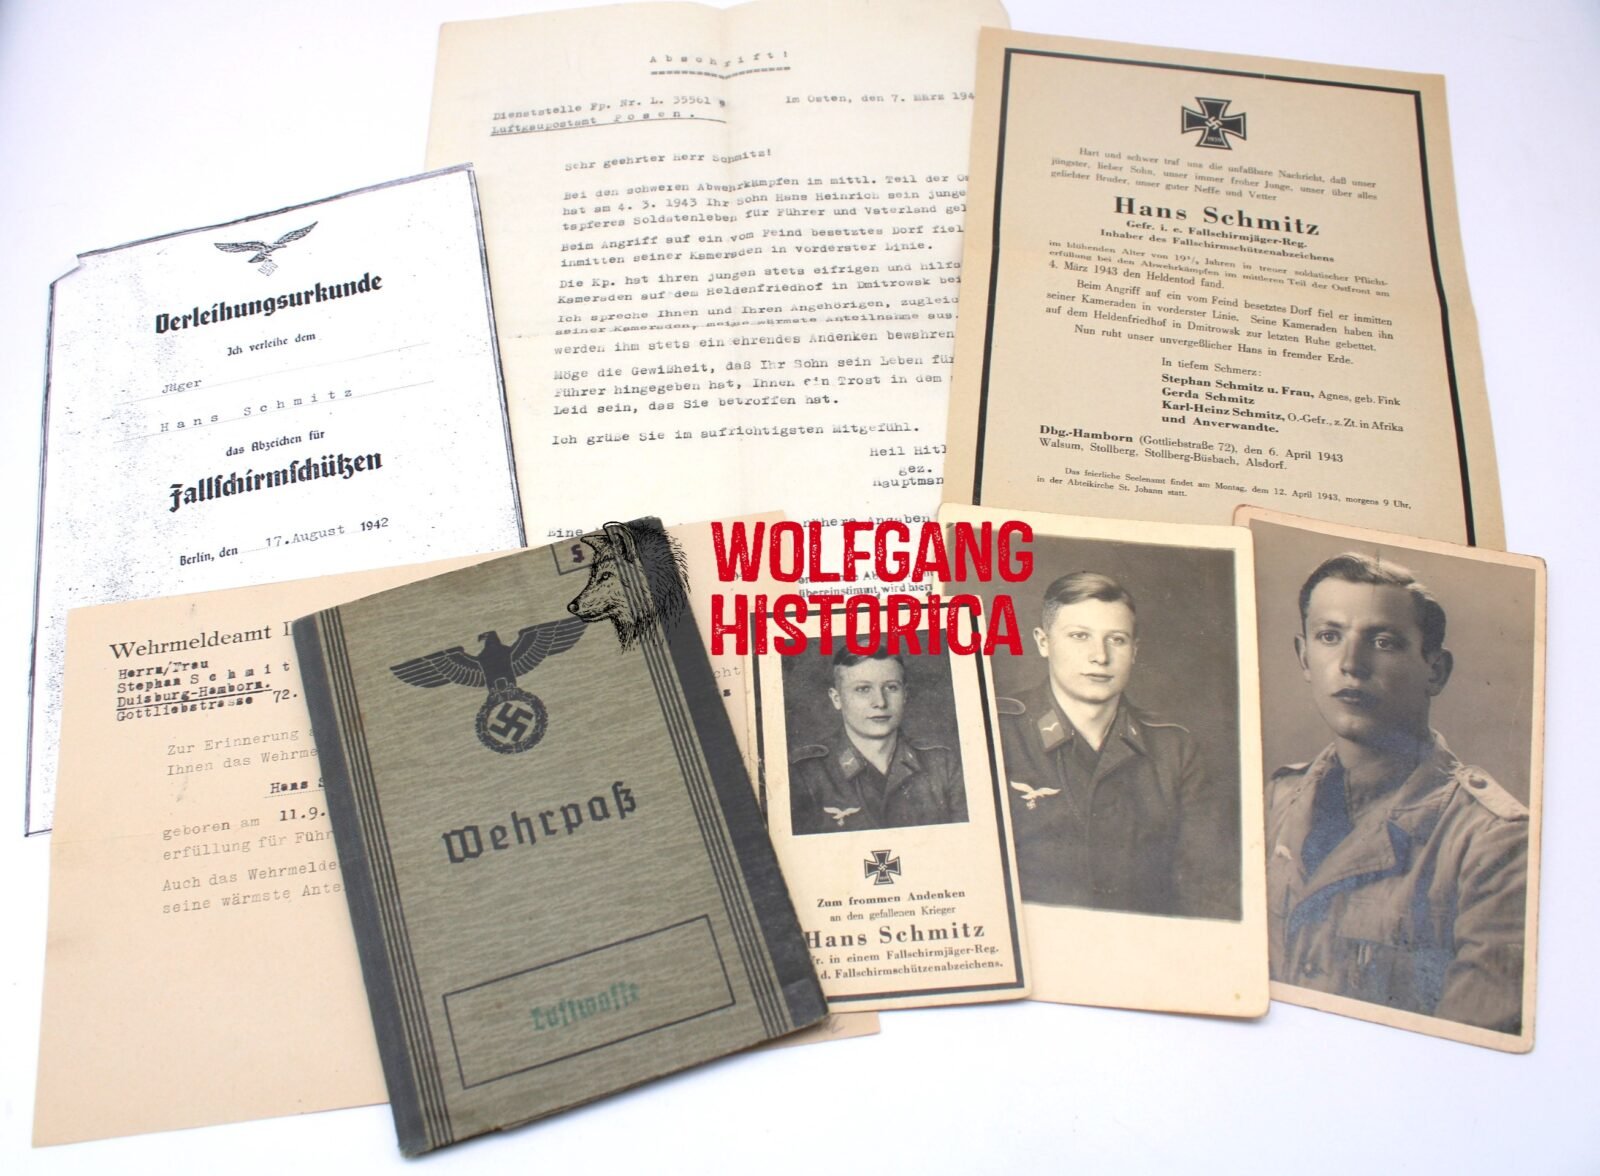 Abschrift!
Dienststelle Fp. Nr. L. 35561
Im Osten, den 7. März 194
Luftgaupostamt Posen.
Sehr geehrter Herr Schmitz!
Bei den schweren Abwehrkämpfen im mittl. Teil der Os
hat am 4. 3. 1943 Ihr Sohn Hans Heinrich sein junge
tapferes Soldatenleben für Führer und Vaterland gel
Beim Angriff auf ein vom Feind besetztes Dorf fiel
inmitten seiner Kameraden in vorderster Linie.
Die Kp. hat ihren jungen stets eifrigen und hilfs
Kameraden auf dem Heldenfriedhof in Dmitrowsk bei
Ich spreche Ihnen und Ihren Angehörigen, zugleic
seiner Kameraden, meine wärmste Anteilnahme aus.
werden ihm stets ein ehrendes Andenken bewahren
Möge die Gewißheit, daß Ihr Sohn sein Leben für
Führer hingegeben hat, Ihnen ein Trost in dem
Leid sein, das Sie betroffen hat.
Ich grüße Sie im aufrichtigsten Mitgefühl.
Heil Hitl
gez.
Hauptman
Eine
nähere Angaben
übereinstimmt wird hier
1939
Hart und schwer traf uns die unfaßbare Nachricht, daß unser
jüngster, lieber Sohn, unser immer froher Junge, unser über alles
geliebter Bruder, unser guter Neffe und Vetter
Hans Schmitz
Gefr. i. e. Fallschirmjäger-Reg.
Inhaber des Fallschirmschützenabzeichens
im blühenden Alter von 19½ Jahren in treuer soldatischer Pflicht-
erfüllung bei den Abwehrkämpfen im mittleren Teil der Ostfront am
4. März 1943 den Heldentod fand.
Beim Angriff auf ein vom Feind besetztes Dorf fiel er inmitten
seiner Kameraden in vorderster Linie. Seine Kameraden haben ihn
auf dem Heldenfriedhof in Dmitrowsk zur letzten Ruhe gebettet.
Nun ruht unser unvergeßlicher Hans in fremder Erde.
In tiefem Schmerz:
Stephan Schmitz u. Frau, Agnes, geb. Fink
Gerda Schmitz
Karl-Heinz Schmitz, O.-Gefr., z. Zt. in Afrika
und Anverwandte.
Dbg.-Hamborn (Gottliebstraße 72), den 6. April 1943
Walsum, Stollberg, Stollberg-Büsbach, Alsdorf.
Das feierliche Seelenamt findet am Montag, dem 12. April 1943, morgens 9 Uhr,
in der Abteikirche St. Johann statt.
Verleihungsurkunde
Ich verleihe dem
Jäger
Hans Schmitz
das Abzeichen für
Fallschirmschützen
Berlin, den 17. August 1942
Wehrmeldeamt
Herrn/Frau
Stephan Schmit
Duisburg-Hamborn.
Gottliebstrasse 72.
Zur Erinnerung
Ihnen das Wehrme
Hans S
geboren am 11.9.
erfüllung für Führ
Auch das Wehrmelde
seine wärmste Ante
S
Wehrpaß
Luftwaffe
WOLFGANG
HISTORICA
Zum frommen Andenken
an den gefallenen Krieger
Hans Schmitz
fr. in einem Fallschirmjäger-Reg.
d. Fallschirmschützenabzeichens.